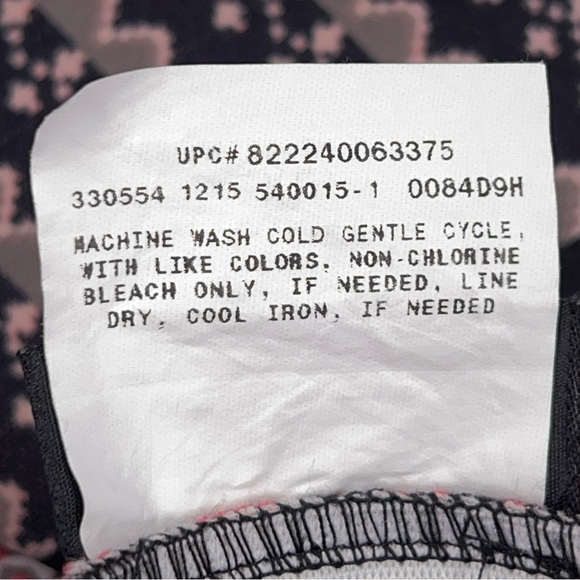 UPC# 822240063375
330554 1215 540015-1 0084D9H
MACHINE WASH COLD GENTLE CYCLE,
WITH LIKE COLORS. NON-CHLORINE
BLEACH ONLY, IF NEEDED, LINE
DRY, COOL IRON, IF NEEDED